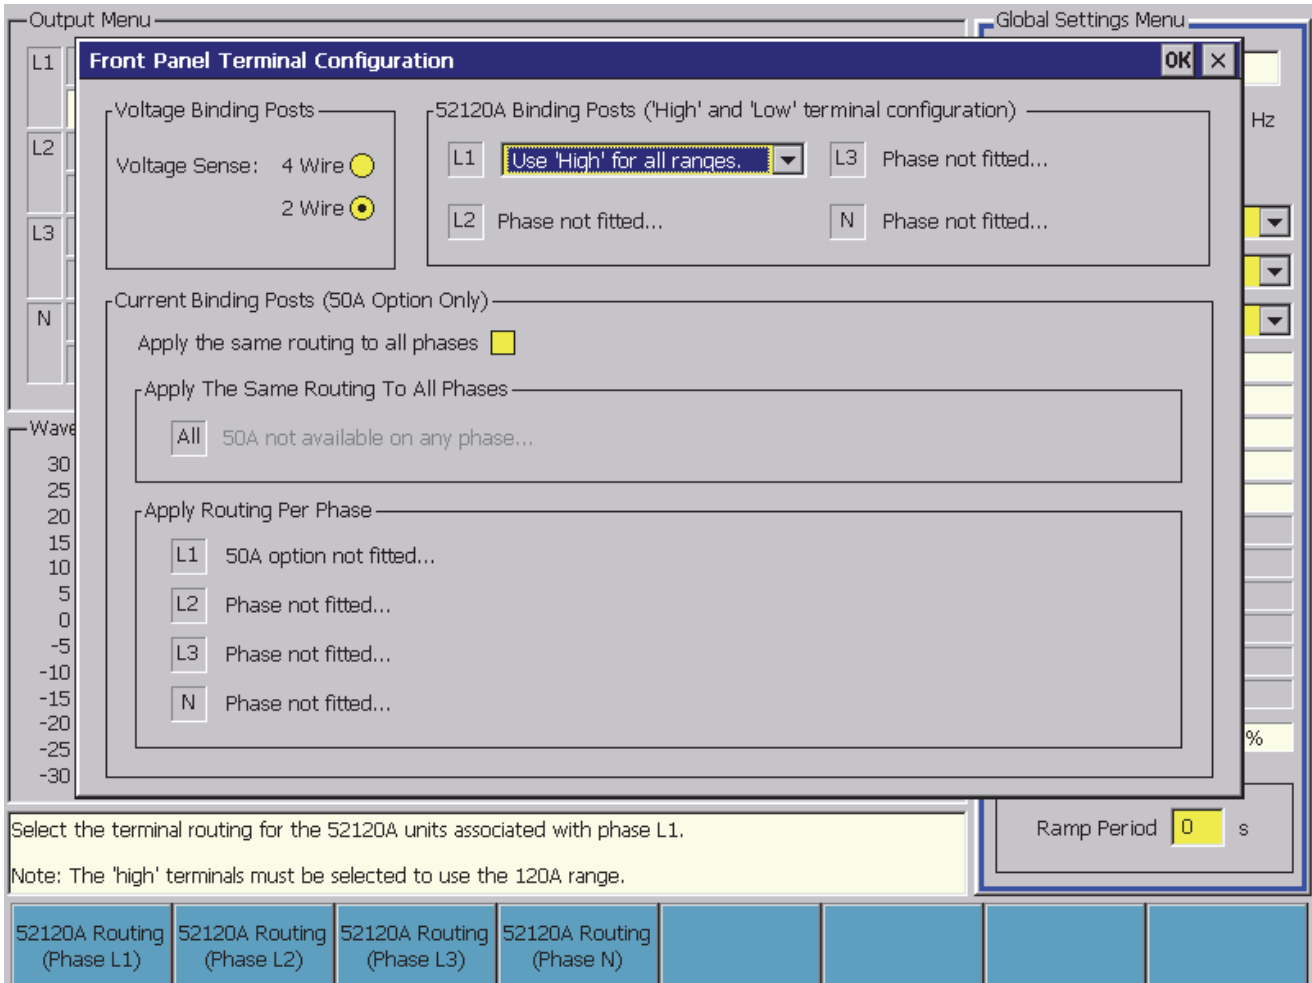 Output Menu
Global Settings Menu
Front Panel Terminal Configuration
OK
L1
L2
L3
N
Hz
Voltage Binding Posts
Voltage Sense: 4 Wire
2 Wire
52120A Binding Posts ('High' and 'Low' terminal configuration)
L1 Use 'High' for all ranges.
L3 Phase not fitted...
L2 Phase not fitted...
N Phase not fitted...
Current Binding Posts (50A Option Only)
Apply the same routing to all phases
Apply The Same Routing To All Phases
All 50A not available on any phase...
Apply Routing Per Phase
L1 50A option not fitted...
L2 Phase not fitted...
L3 Phase not fitted...
N Phase not fitted...
Wave
30
25
20
15
10
5
0
-5
-10
-15
-20
-25
-30
%
Ramp Period 0 s
Select the terminal routing for the 52120A units associated with phase L1.
Note: The 'high' terminals must be selected to use the 120A range.
52120A Routing
(Phase L1)
52120A Routing
(Phase L2)
52120A Routing
(Phase L3)
52120A Routing
(Phase N)